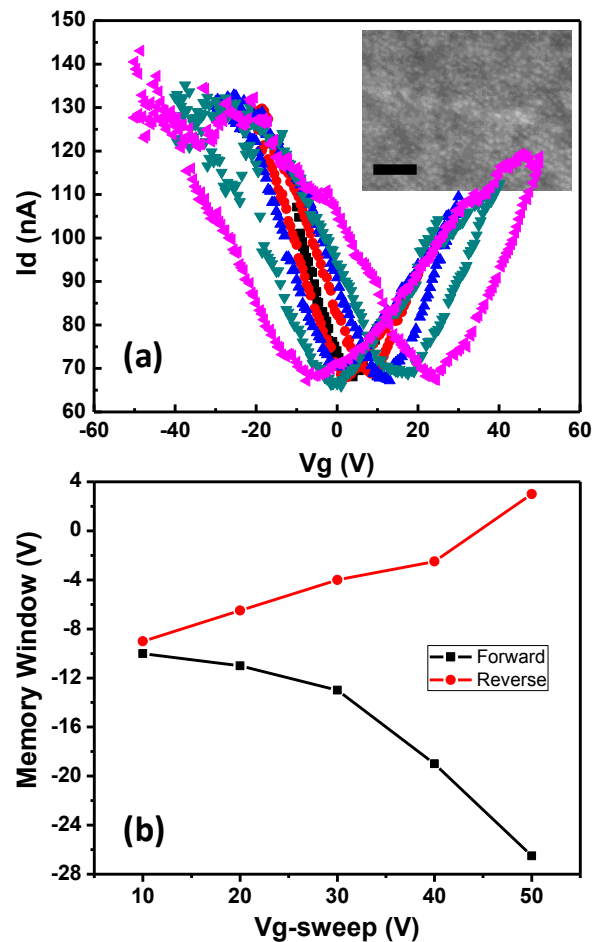 150
140
130
120
110
100
90
80
70
60
Id (nA)
(a)
-60 -40 -20 0 20 40 60
Vg (V)
4
0
-4
-8
-12
-16
-20
-24
-28
Memory Window (V)
Forward
Reverse
(b)
10 20 30 40 50
Vg-sweep (V)